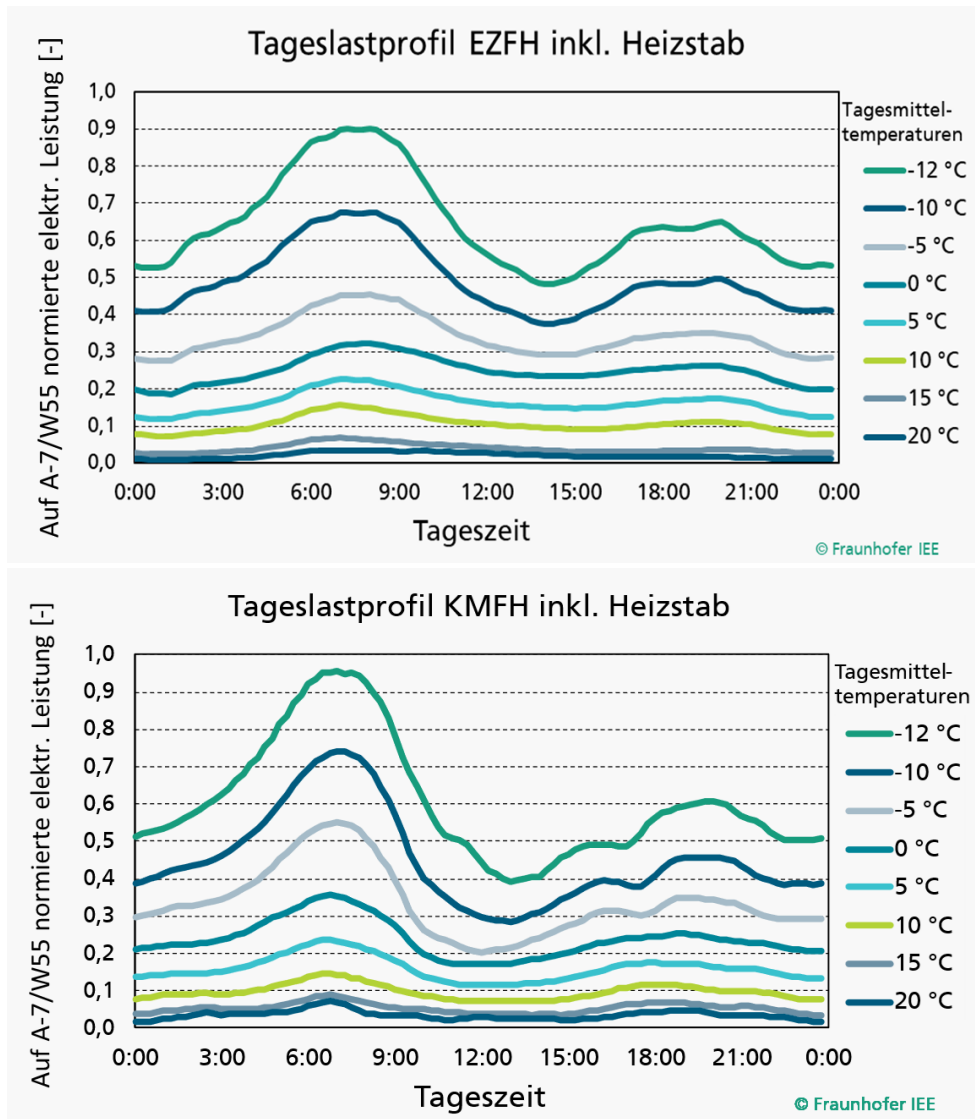 Tageslastprofil EZFH inkl. Heizstab
Auf A-7/W55 normierte elektr. Leistung [-]
1,0
0,9
0,8
0,7
0,6
0,5
0,4
0,3
0,2
0,1
0,0
0:00 3:00 6:00 9:00 12:00 15:00 18:00 21:00 0:00
Tageszeit
Tagesmittel-
temperaturen
-12 °C
-10 °C
-5 °C
0 °C
5 °C
10 °C
15 °C
20 °C
© Fraunhofer IEE
Tageslastprofil KMFH inkl. Heizstab
Auf A-7/W55 normierte elektr. Leistung [-]
1,0
0,9
0,8
0,7
0,6
0,5
0,4
0,3
0,2
0,1
0,0
0:00 3:00 6:00 9:00 12:00 15:00 18:00 21:00 0:00
Tageszeit
Tagesmittel-
temperaturen
-12 °C
-10 °C
-5 °C
0 °C
5 °C
10 °C
15 °C
20 °C
© Fraunhofer IEE